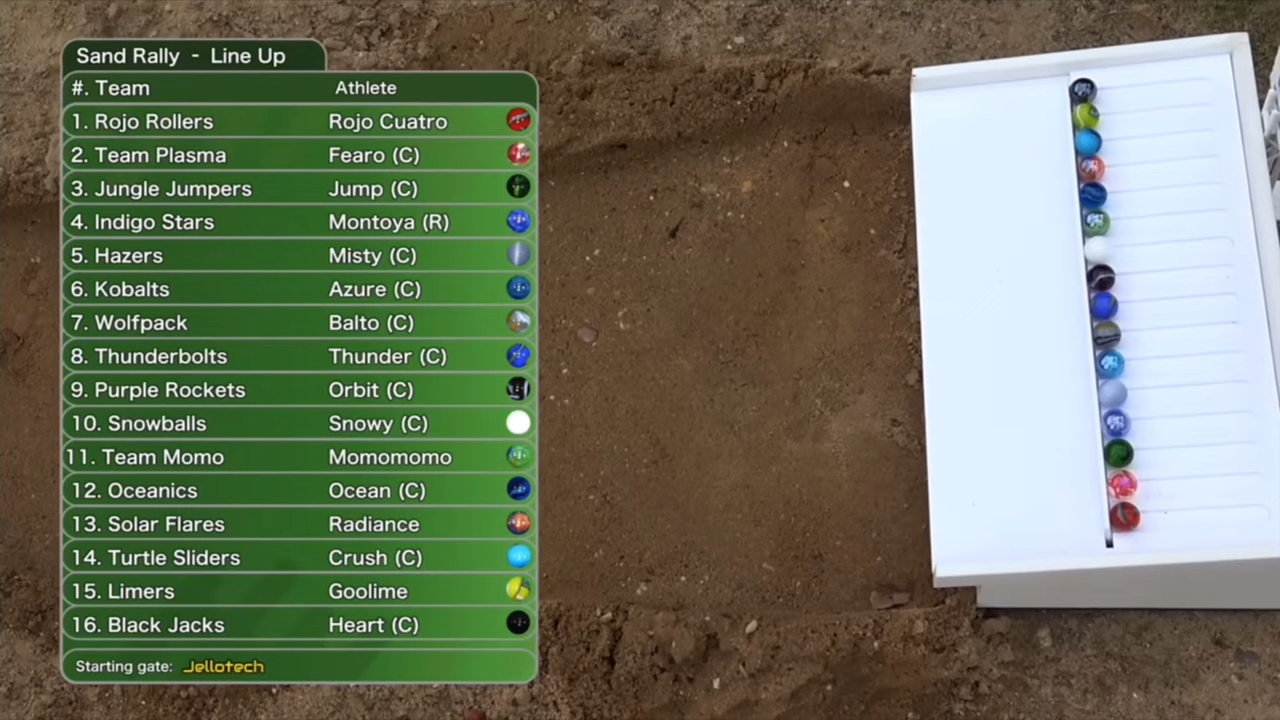 Sand Rally - Line Up
#. Team Athlete
1. Rojo Rollers Rojo Cuatro
2. Team Plasma Fearo (C)
3. Jungle Jumpers Jump (C)
4. Indigo Stars Montoya (R)
5. Hazers Misty (C)
6. Kobalts Azure (C)
7. Wolfpack Balto (C)
8. Thunderbolts Thunder (C)
9. Purple Rockets Orbit (C)
10. Snowballs Snowy (C)
11. Team Momo Momomomo
12. Oceanics Ocean (C)
13. Solar Flares Radiance
14. Turtle Sliders Crush (C)
15. Limers Goolime
16. Black Jacks Heart (C)
Starting gate: Jellotech